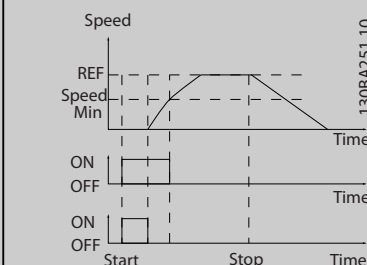 Speed
130BA251.10
REF
Speed
Min
Time
ON
OFF
Time
ON
OFF
Start Stop Time